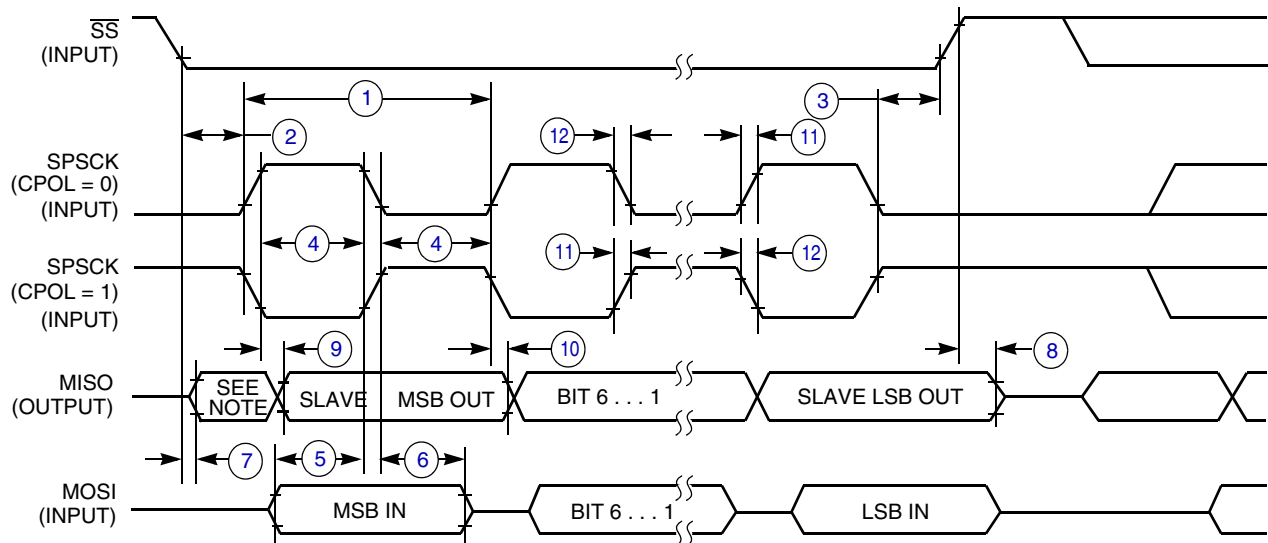 SS
(INPUT)
1
3
2
12
11
SPSCK
(CPOL = 0)
(INPUT)
4
4
11
12
SPSCK
(CPOL = 1)
(INPUT)
9
10
8
MISO
(OUTPUT)
SEE
NOTE
SLAVE
MSB OUT
BIT 6 . . . 1
SLAVE LSB OUT
7
5
6
MOSI
(INPUT)
MSB IN
BIT 6 . . . 1
LSB IN